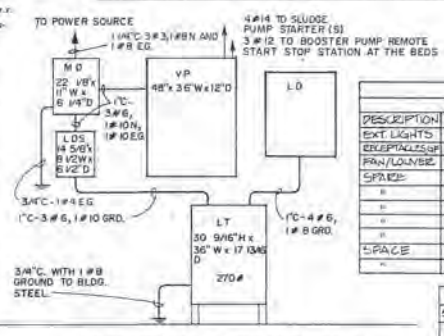 TO POWER SOURCE
1 1/4"C-3#3,1#8N AND
1#8 EG.
4#14 TO SLUDGE
PUMP STARTER (S)
3#12 TO BOOSTER PUMP REMOTE
START STOP STATION AT THE BEDS
MD
22 1/8"x
11" W x
6 1/4"D
1"C-
3#6,
1#10N,
1#10 EG
VP
48"x 36"Wx12"D
LD
LDS
14 5/8"x
8 1/2Wx
6 1/2"D
3/4"C-1#4 EG
1"C-3#6, 1#10 GRD.
LT
30 9/16"H x
36" W x 17 13/16
D
270#
1"C-4#6,
1#8 GRD.
3/4"C. WITH 1#8
GROUND TO BLDG.
STEEL.
DESCRIPTION
EXT. LIGHTS
RECEPTACLES GF
FAN/LOUVER
SPARE
"
"
"
"
SPACE
"